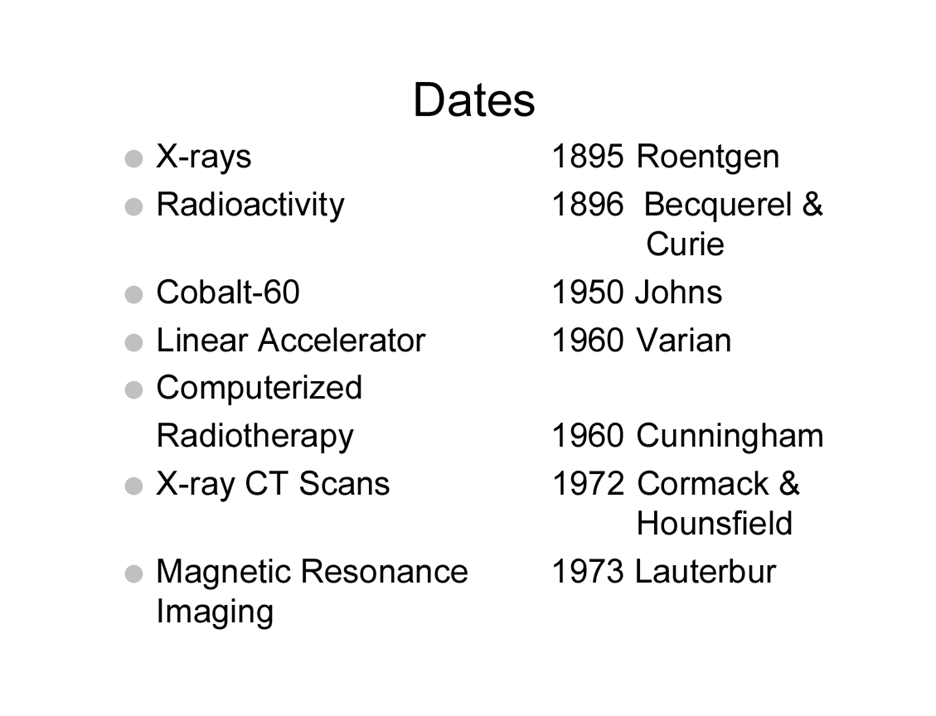 Dates
X-rays 1895 Roentgen
Radioactivity 1896 Becquerel &
Curie
Cobalt-60 1950 Johns
Linear Accelerator 1960 Varian
Computerized
Radiotherapy 1960 Cunningham
X-ray CT Scans 1972 Cormack &
Hounsfield
Magnetic Resonance 1973 Lauterbur
Imaging